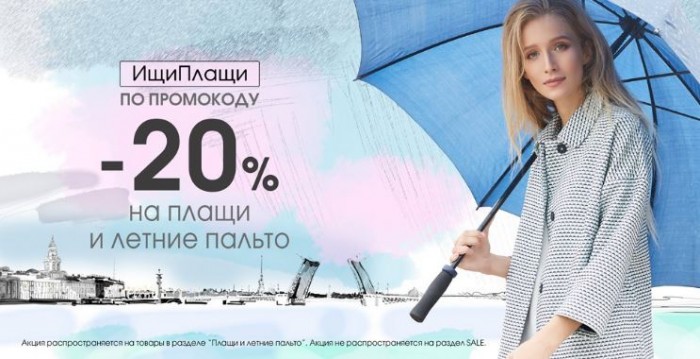 ИщиПлащи
ПО ПРОМОКОДУ
-20%
на плащи
и летние пальто
Акция распространяется на товары в разделе "Плащи и летние пальто". Акция не распространяется на раздел SALE.